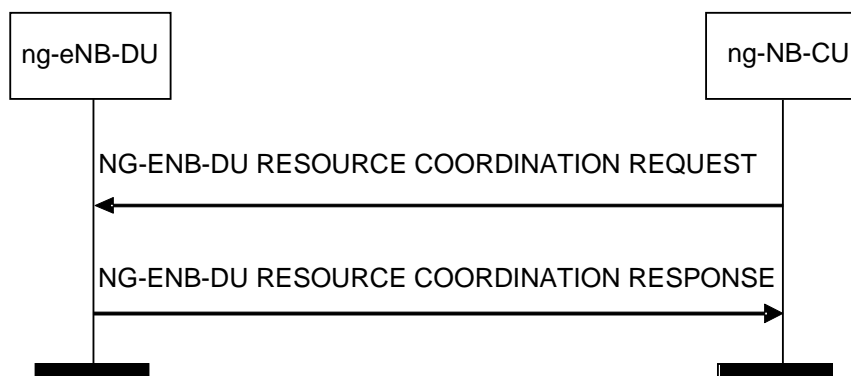 ng-eNB-DU
ng-NB-CU
NG-ENB-DU RESOURCE COORDINATION REQUEST
NG-ENB-DU RESOURCE COORDINATION RESPONSE